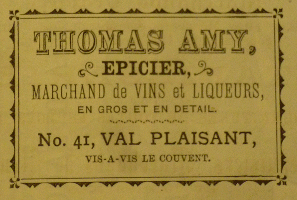 THOMAS AMY,
EPICIER,
MARCHAND de VINS et LIQUEURS,
EN GROS ET EN DETAIL.
No. 41, VAL PLAISANT,
VIS-A-VIS LE COUVENT.